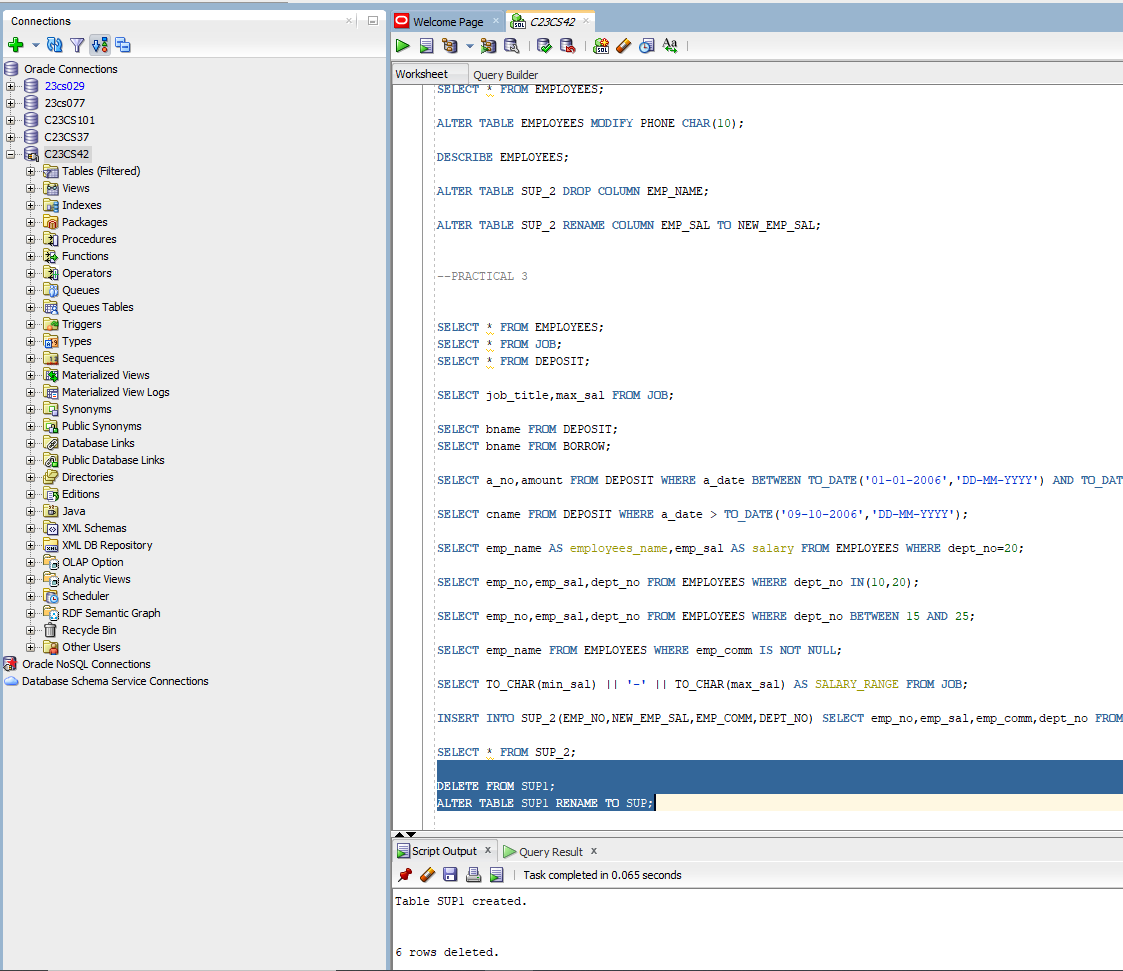 Connections
Oracle Connections
23cs029
23cs077
C23CS101
C23CS37
C23CS42
Tables (Filtered)
Views
Indexes
Packages
Procedures
Functions
Operators
Queues
Queues Tables
Triggers
Types
Sequences
Materialized Views
Materialized View Logs
Synonyms
Public Synonyms
Database Links
Public Database Links
Directories
Editions
Java
XML Schemas
XML DB Repository
OLAP Option
Analytic Views
Scheduler
RDF Semantic Graph
Recycle Bin
Other Users
Oracle NoSQL Connections
Database Schema Service Connections
Welcome Page
C23CS42
Worksheet Query Builder
SELECT * FROM EMPLOYEES;
ALTER TABLE EMPLOYEES MODIFY PHONE CHAR(10);
DESCRIBE EMPLOYEES;
ALTER TABLE SUP_2 DROP COLUMN EMP_NAME;
ALTER TABLE SUP_2 RENAME COLUMN EMP_SAL TO NEW_EMP_SAL;
--PRACTICAL 3
SELECT * FROM EMPLOYEES;
SELECT * FROM JOB;
SELECT * FROM DEPOSIT;
SELECT job_title,max_sal FROM JOB;
SELECT bname FROM DEPOSIT;
SELECT bname FROM BORROW;
SELECT a_no,amount FROM DEPOSIT WHERE a_date BETWEEN TO_DATE('01-01-2006','DD-MM-YYYY') AND TO_DAT
SELECT cname FROM DEPOSIT WHERE a_date > TO_DATE('09-10-2006','DD-MM-YYYY');
SELECT emp_name AS employees_name,emp_sal AS salary FROM EMPLOYEES WHERE dept_no=20;
SELECT emp_no,emp_sal,dept_no FROM EMPLOYEES WHERE dept_no IN(10,20);
SELECT emp_no,emp_sal,dept_no FROM EMPLOYEES WHERE dept_no BETWEEN 15 AND 25;
SELECT emp_name FROM EMPLOYEES WHERE emp_comm IS NOT NULL;
SELECT TO_CHAR(min_sal) || '-' || TO_CHAR(max_sal) AS SALARY_RANGE FROM JOB;
INSERT INTO SUP_2(EMP_NO,NEW_EMP_SAL,EMP_COMM,DEPT_NO) SELECT emp_no,emp_sal,emp_comm,dept_no FROM
SELECT * FROM SUP_2;
DELETE FROM SUP1;
ALTER TABLE SUP1 RENAME TO SUP;
Script Output x Query Result x
Task completed in 0.065 seconds
Table SUP1 created.
6 rows deleted.